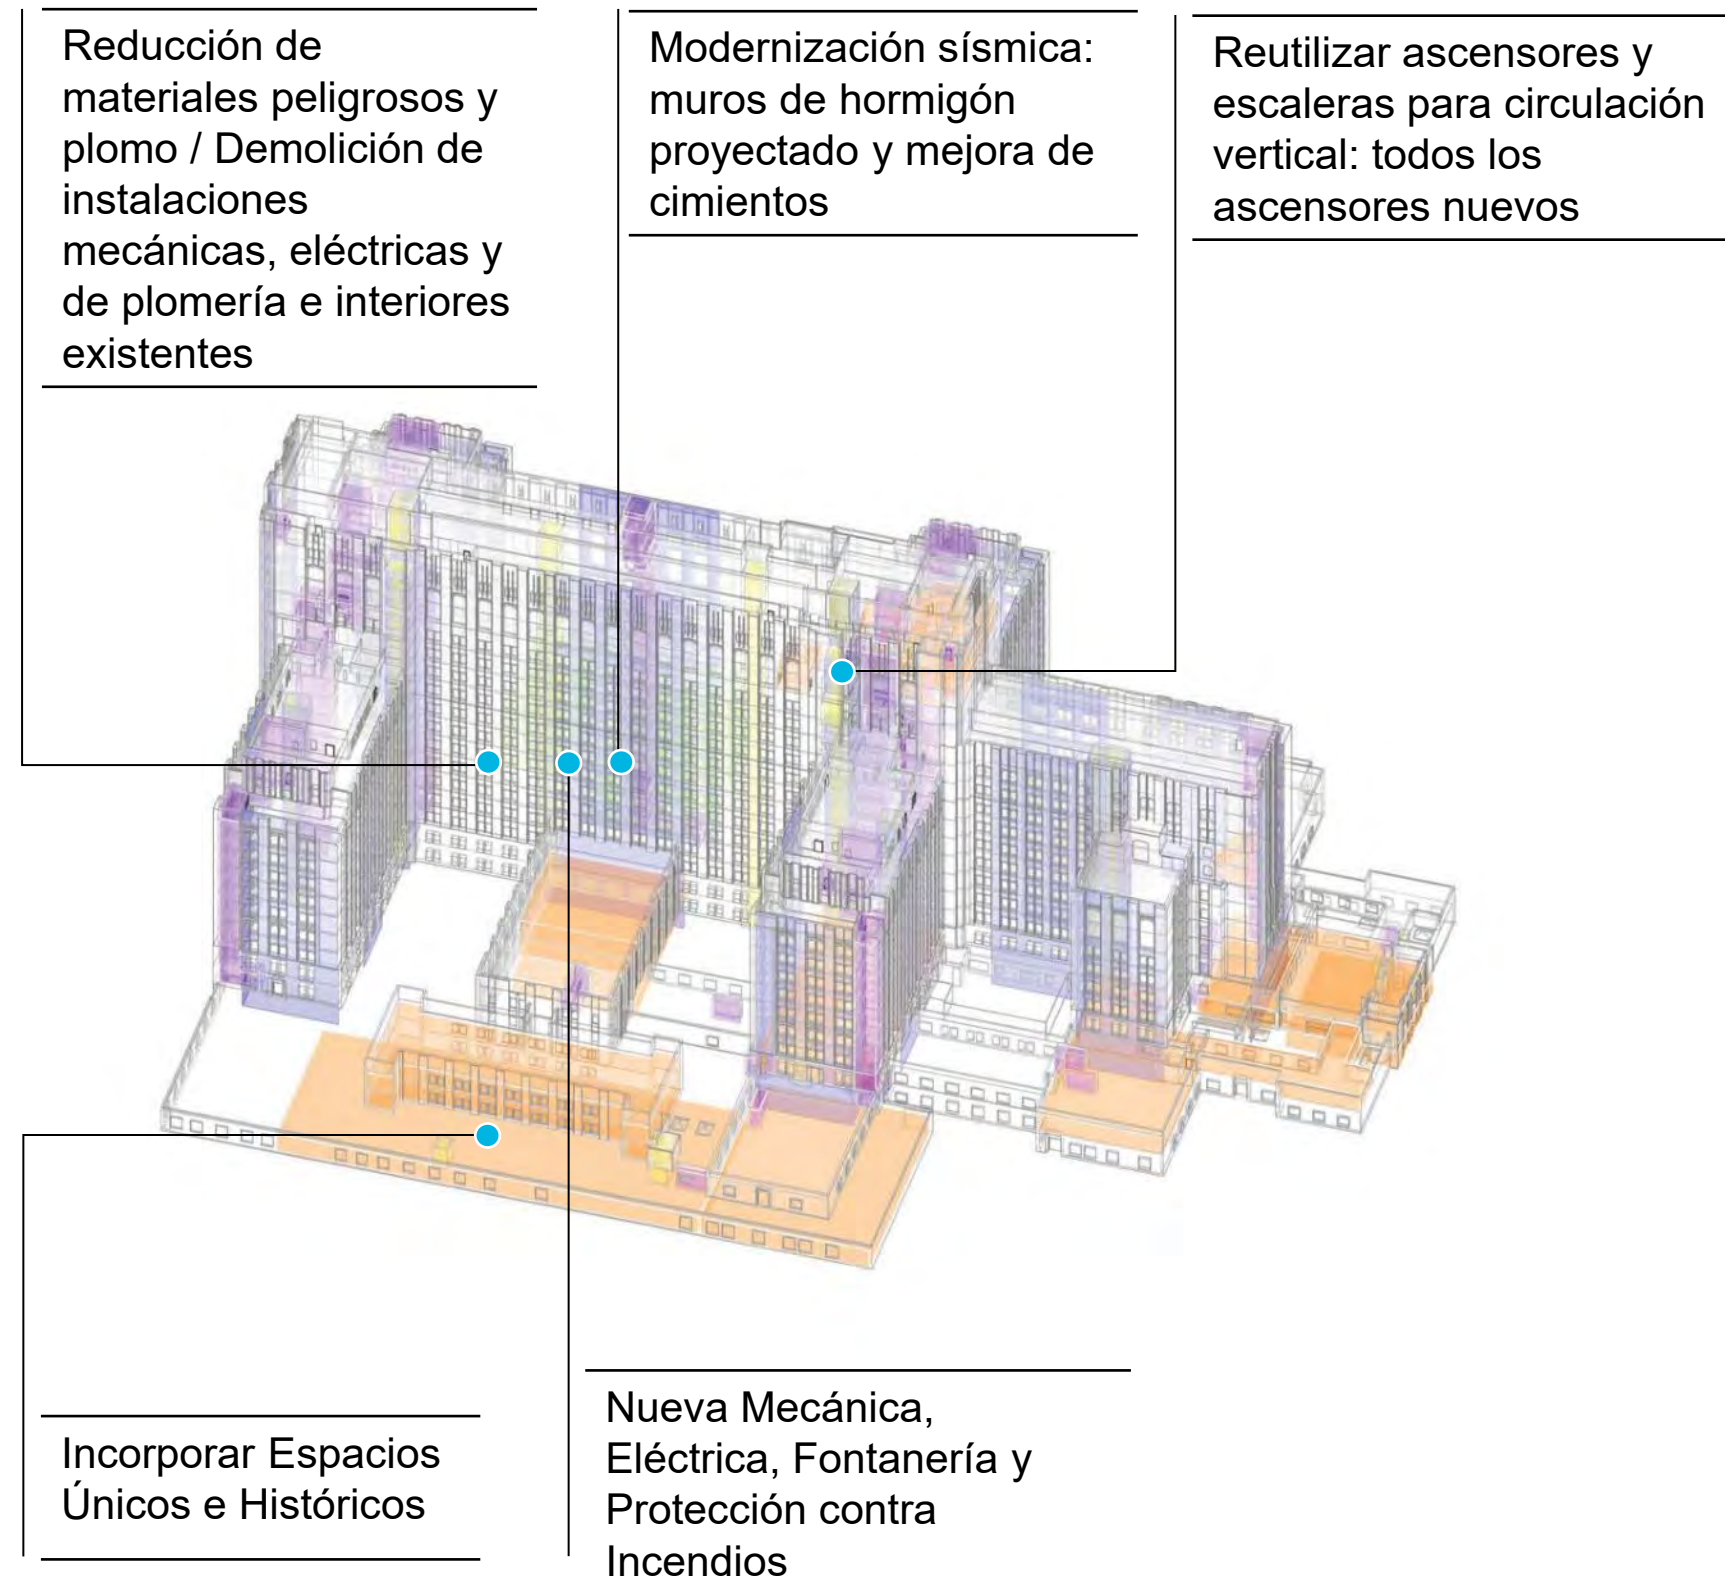 Reducción de
materiales peligrosos y
plomo / Demolición de
instalaciones
mecánicas, eléctricas y
de plomería e interiores
existentes
Modernización sísmica:
muros de hormigón
proyectado y mejora de
cimientos
Reutilizar ascensores y
escaleras para circulación
vertical: todos los
ascensores nuevos
Incorporar Espacios
Únicos e Históricos
Nueva Mecánica,
Eléctrica, Fontanería y
Protección contra
Incendios